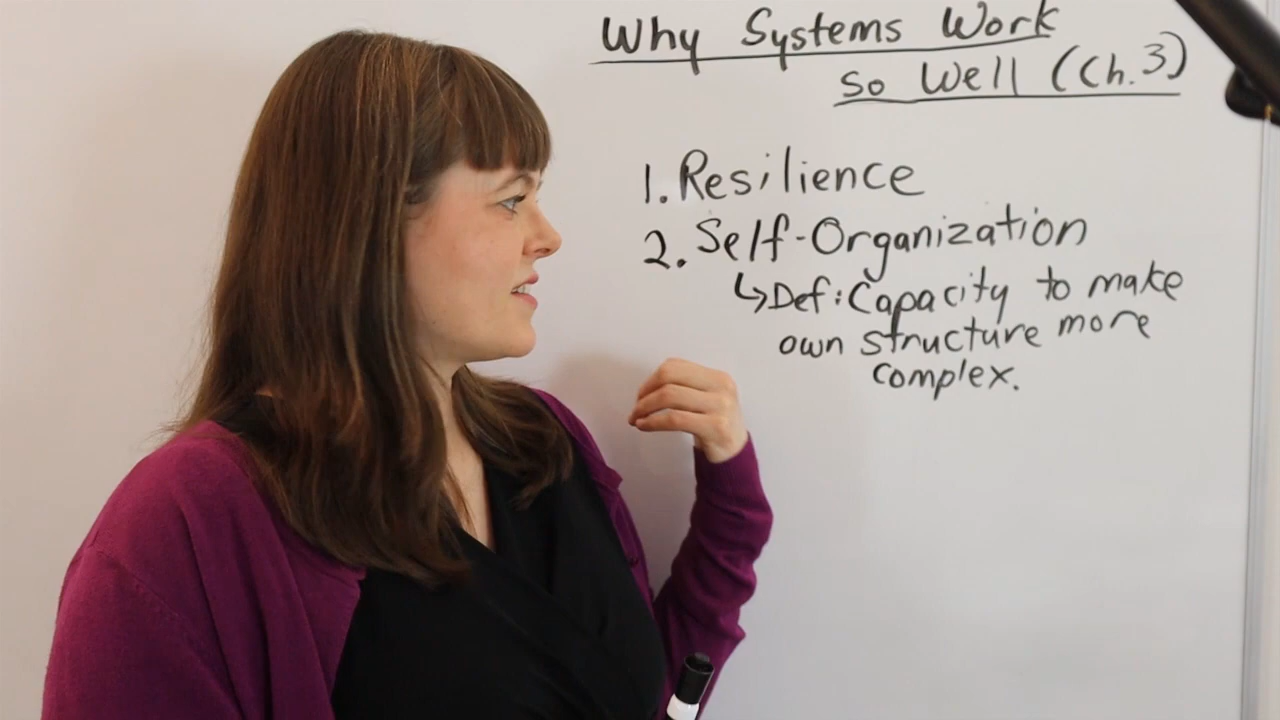 Why Systems Work
So Well (Ch.3)
1. Resilience
2. Self-Organization
↳Def: Capacity to make
own structure more
complex.